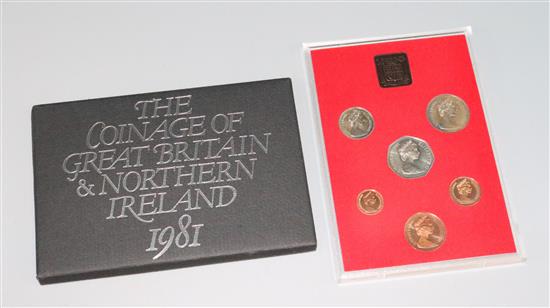 THE
COINAGE OF
GREAT BRITAIN
& NORTHERN
IRELAND
1981